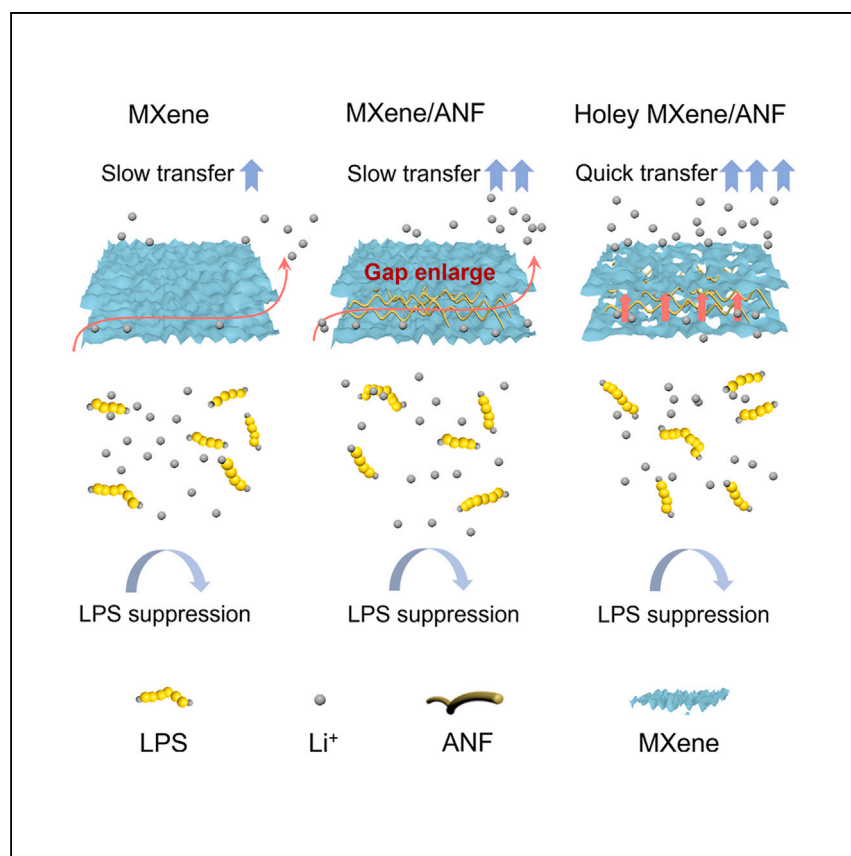 MXene
MXene/ANF
Holey MXene/ANF
Slow transfer
Slow transfer
Quick transfer
Gap enlarge
LPS suppression
LPS suppression
LPS suppression
LPS
Li⁺
ANF
MXene